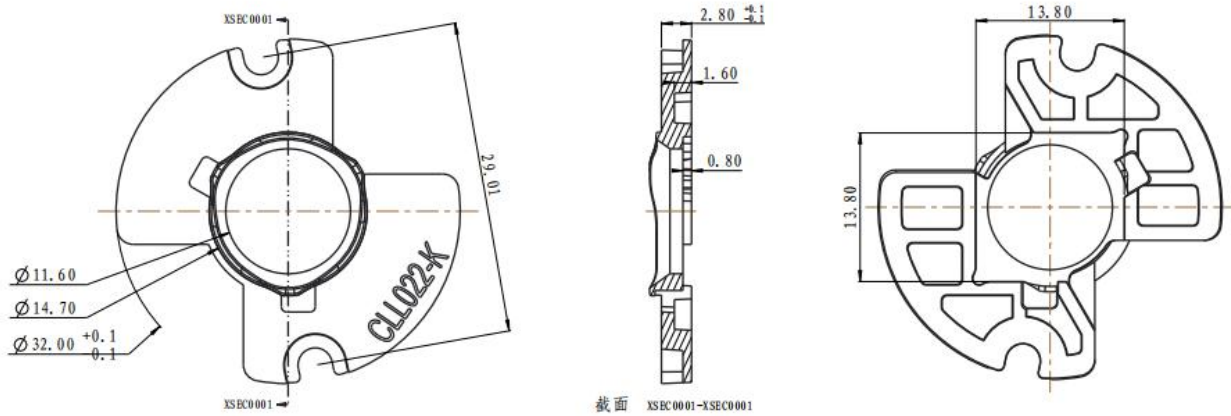 XSEC0001
29.01
Ø11.60
Ø14.70
Ø32.00 +0.1 -0.1
CLL022-K
XSEC0001
2.80 +0.1 -0.1
1.60
0.80
截面 XSEC0001-XSEC0001
13.80
13.80